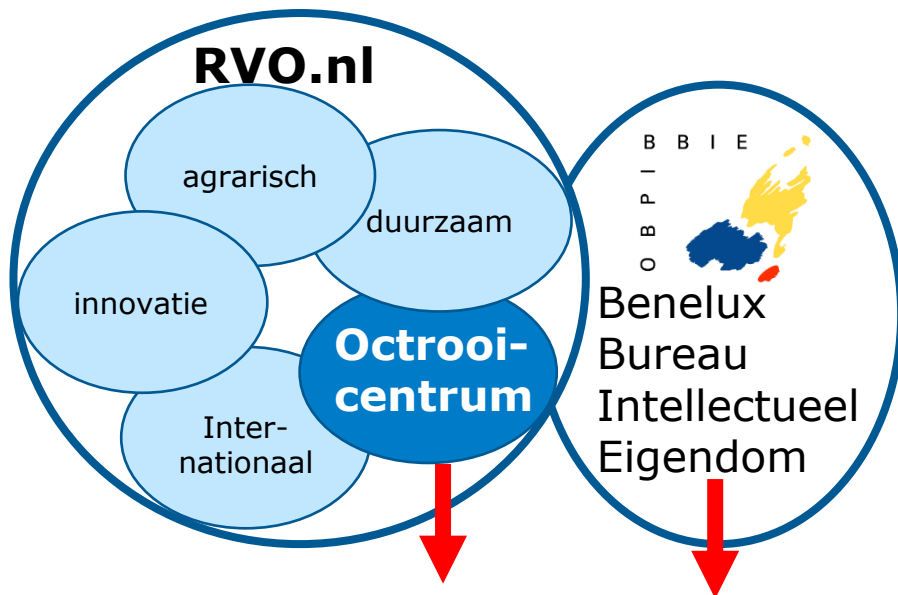 RVO.nl
agrarisch
duurzaam
innovatie
Octrooi-
centrum
Inter-
nationaal
BBIE
OBPI
Benelux
Bureau
Intellectueel
Eigendom